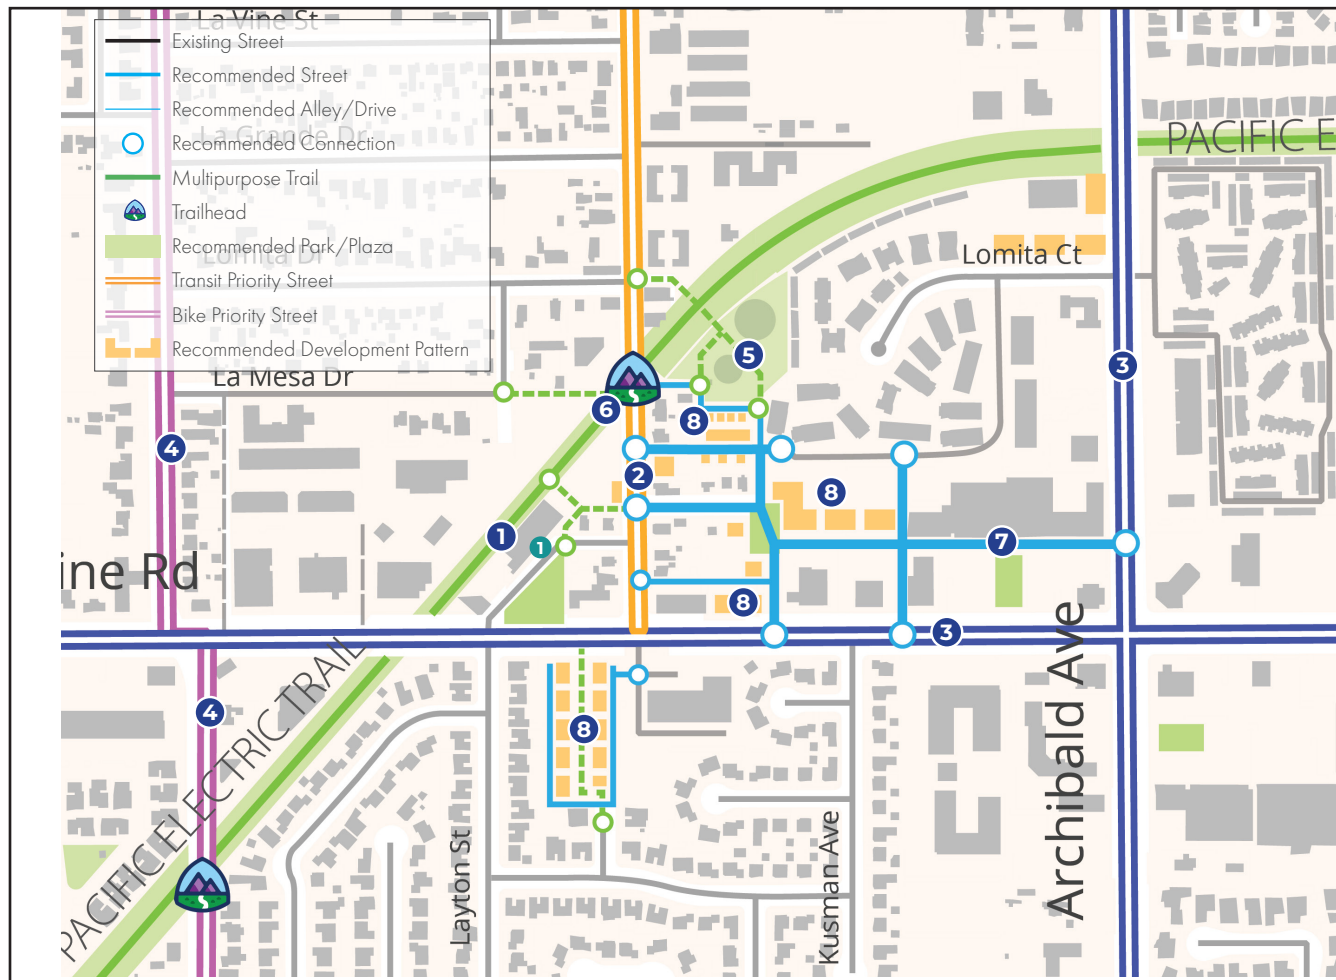 La Vine St
Existing Street
Recommended Street
Recommended Alley/Drive
La Grande Dr
Recommended Connection
Multipurpose Trail
Trailhead
Recommended Park/Plaza
Lomita Dr
Transit Priority Street
Bike Priority Street
Recommended Development Pattern
PACIFIC E
Lomita Ct
La Mesa Dr
5
3
6
8
4
2
8
1
1
7
ine Rd
8
3
PACIFIC ELECTRIC TRAIL
4
8
Archibald Ave
Layton St
Kusman Ave